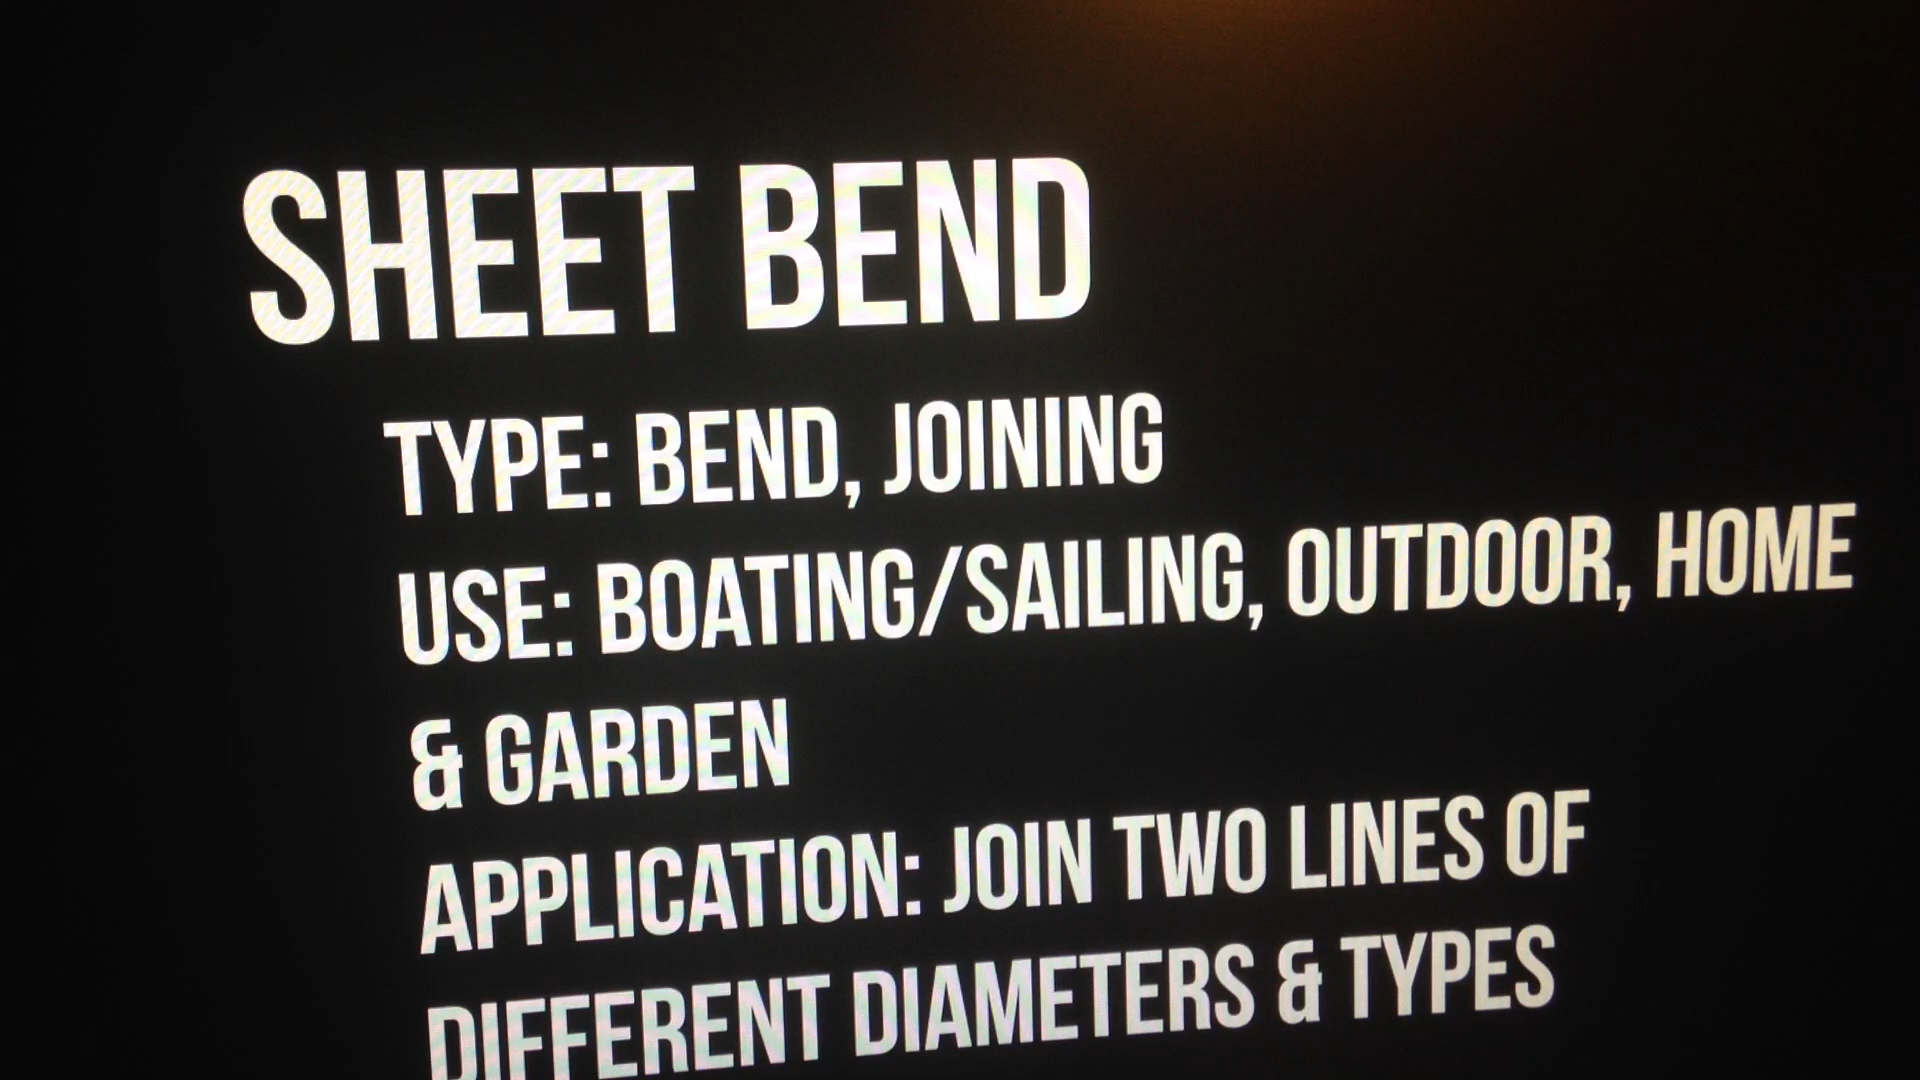 SHEET BEND
TYPE: BEND, JOINING
USE: BOATING/SAILING, OUTDOOR, HOME
& GARDEN
APPLICATION: JOIN TWO LINES OF
DIFFERENT DIAMETERS & TYPES